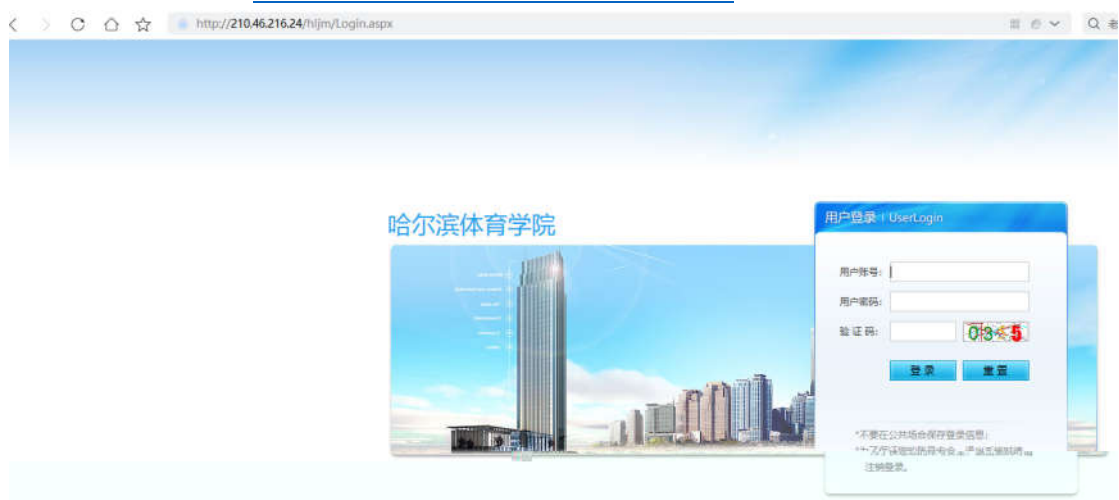 http://210.46.216.24/hljm/Login.aspx
哈尔滨体育学院
用户登录 | UserLogin
用户账号:
用户密码:
验证码:
登录 重置
*不要在公共场合保存登录信息;
注销登录。